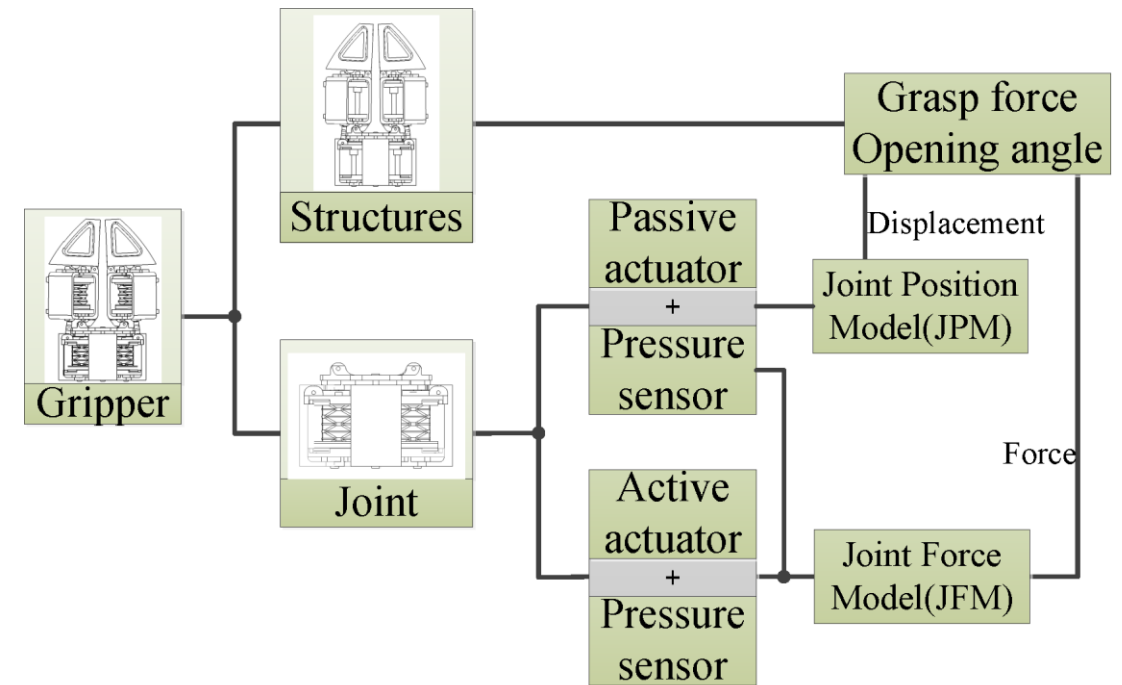 Gripper
Structures
Joint
Passive
actuator
+
Pressure
sensor
Active
actuator
+
Pressure
sensor
Grasp force
Opening angle
Displacement
Joint Position
Model(JPM)
Force
Joint Force
Model(JFM)